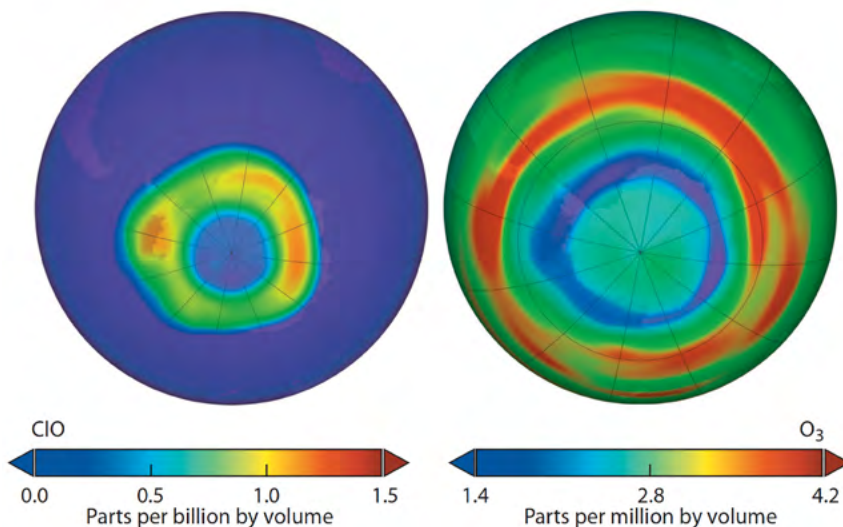 ClO
O₃
0.0 0.5 1.0 1.5
1.4 2.8 4.2
Parts per billion by volume
Parts per million by volume